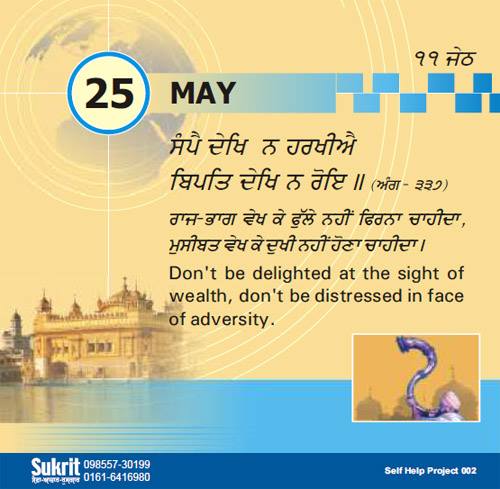 ੧੧ ਜੇਠ
25 MAY
ਸੰਪੈ ਦੇਖਿ ਨ ਹਰਖੀਐ
ਬਿਪਤਿ ਦੇਖਿ ਨ ਰੋਇ ॥ (ਅੰਗ - ੩੩੭)
ਰਾਜ-ਭਾਗ ਵੇਖ ਕੇ ਫੁੱਲੇ ਨਹੀਂ ਫਿਰਨਾ ਚਾਹੀਦਾ,
ਮੁਸੀਬਤ ਵੇਖ ਕੇ ਦੁਖੀ ਨਹੀਂ ਹੋਣਾ ਚਾਹੀਦਾ।
Don't be delighted at the sight of
wealth, don't be distressed in face
of adversity.
Sukrit 098557-30199
0161-6416980
Self Help Project 002